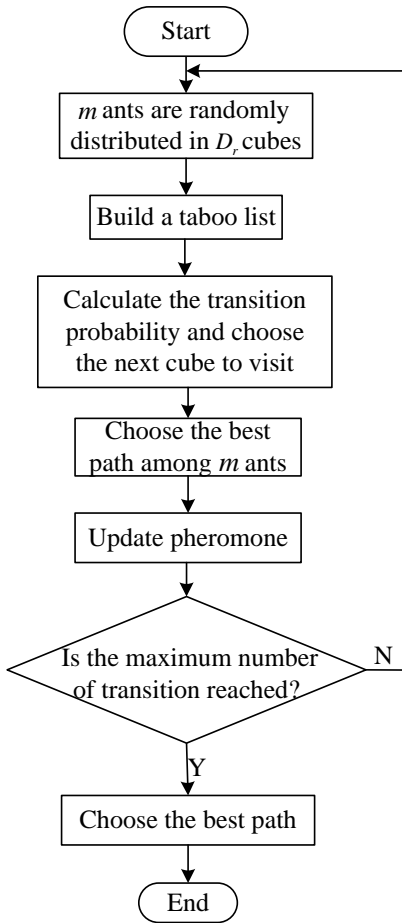 Start
m ants are randomly
distributed in Dr cubes
Build a taboo list
Calculate the transition
probability and choose
the next cube to visit
Choose the best
path among m ants
Update pheromone
Is the maximum number
of transition reached?
N
Y
Choose the best path
End